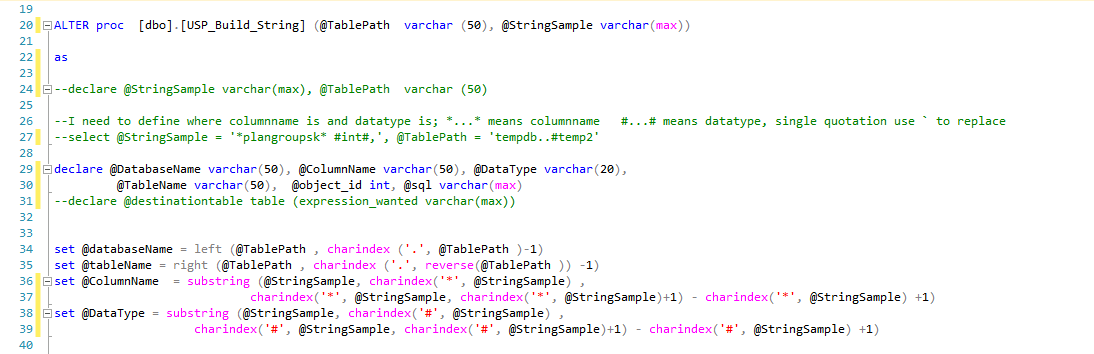 19
20 ALTER proc  [dbo].[USP_Build_String] (@TablePath  varchar (50), @StringSample varchar(max))
21
22 as
23
24 --declare @StringSample varchar(max), @TablePath  varchar (50)
25
26 --I need to define where columnname is and datatype is; *...* means columnname   #...# means datatype, single quotation use ` to replace
27 --select @StringSample = '*plangroupsk* #int#,', @TablePath = 'tempdb..#temp2'
28
29 declare @DatabaseName varchar(50), @ColumnName varchar(50), @DataType varchar(20),
30         @TableName varchar(50),  @object_id int, @sql varchar(max)
31 --declare @destinationtable table (expression_wanted varchar(max))
32
33
34 set @databaseName = left (@TablePath , charindex ('.', @TablePath )-1)
35 set @tableName = right (@TablePath , charindex ('.', reverse(@TablePath )) -1)
36 set @ColumnName  = substring (@StringSample, charindex('*', @StringSample) ,
37                             charindex('*', @StringSample, charindex('*', @StringSample)+1) - charindex('*', @StringSample) +1)
38 set @DataType = substring (@StringSample, charindex('#', @StringSample) ,
39                     charindex('#', @StringSample, charindex('#', @StringSample)+1) - charindex('#', @StringSample) +1)
40